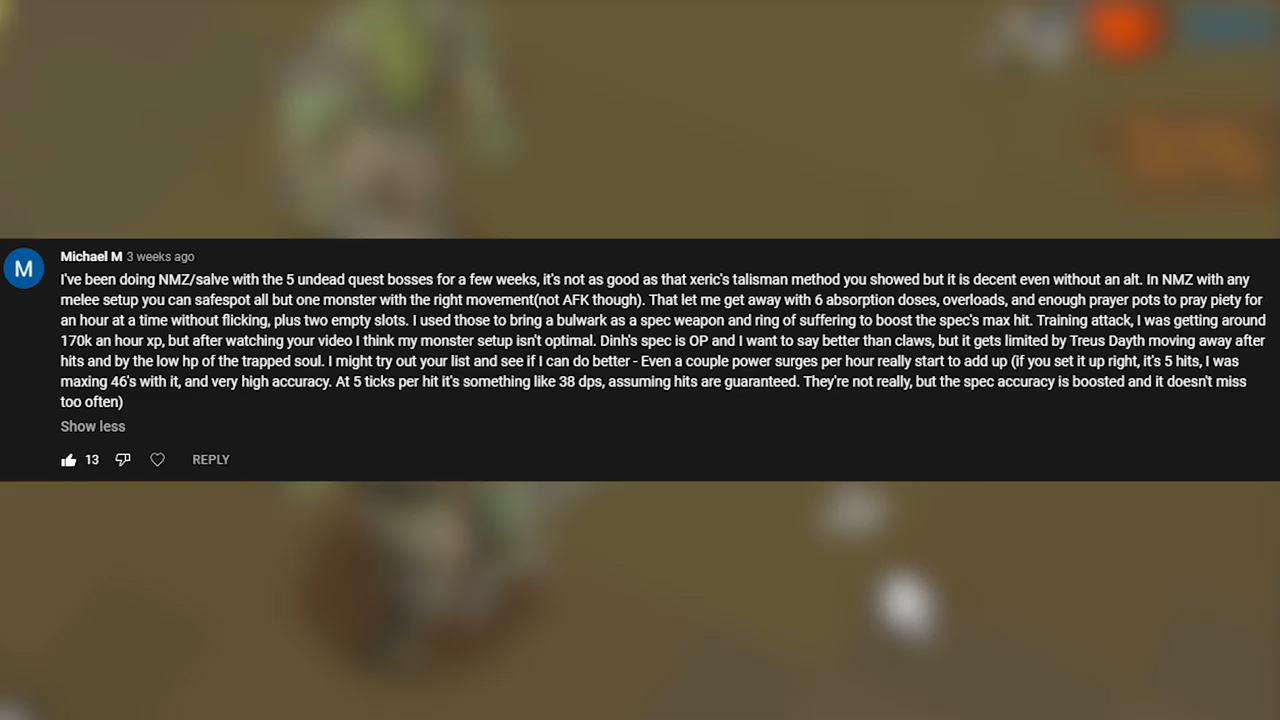 Michael M 3 weeks ago
M
I've been doing NMZ/salve with the 5 undead quest bosses for a few weeks, it's not as good as that xeric's talisman method you showed but it is decent even without an alt. In NMZ with any
melee setup you can safespot all but one monster with the right movement(not AFK though). That let me get away with 6 absorption doses, overloads, and enough prayer pots to pray piety for
an hour at a time without flicking, plus two empty slots. I used those to bring a bulwark as a spec weapon and ring of suffering to boost the spec's max hit. Training attack, I was getting around
170k an hour xp, but after watching your video I think my monster setup isn't optimal. Dinh's spec is OP and I want to say better than claws, but it gets limited by Treus Dayth moving away after
hits and by the low hp of the trapped soul. I might try out your list and see if I can do better - Even a couple power surges per hour really start to add up (if you set it up right, it's 5 hits, I was
maxing 46's with it, and very high accuracy. At 5 ticks per hit it's something like 38 dps, assuming hits are guaranteed. They're not really, but the spec accuracy is boosted and it doesn't miss
too often)
Show less
13 REPLY